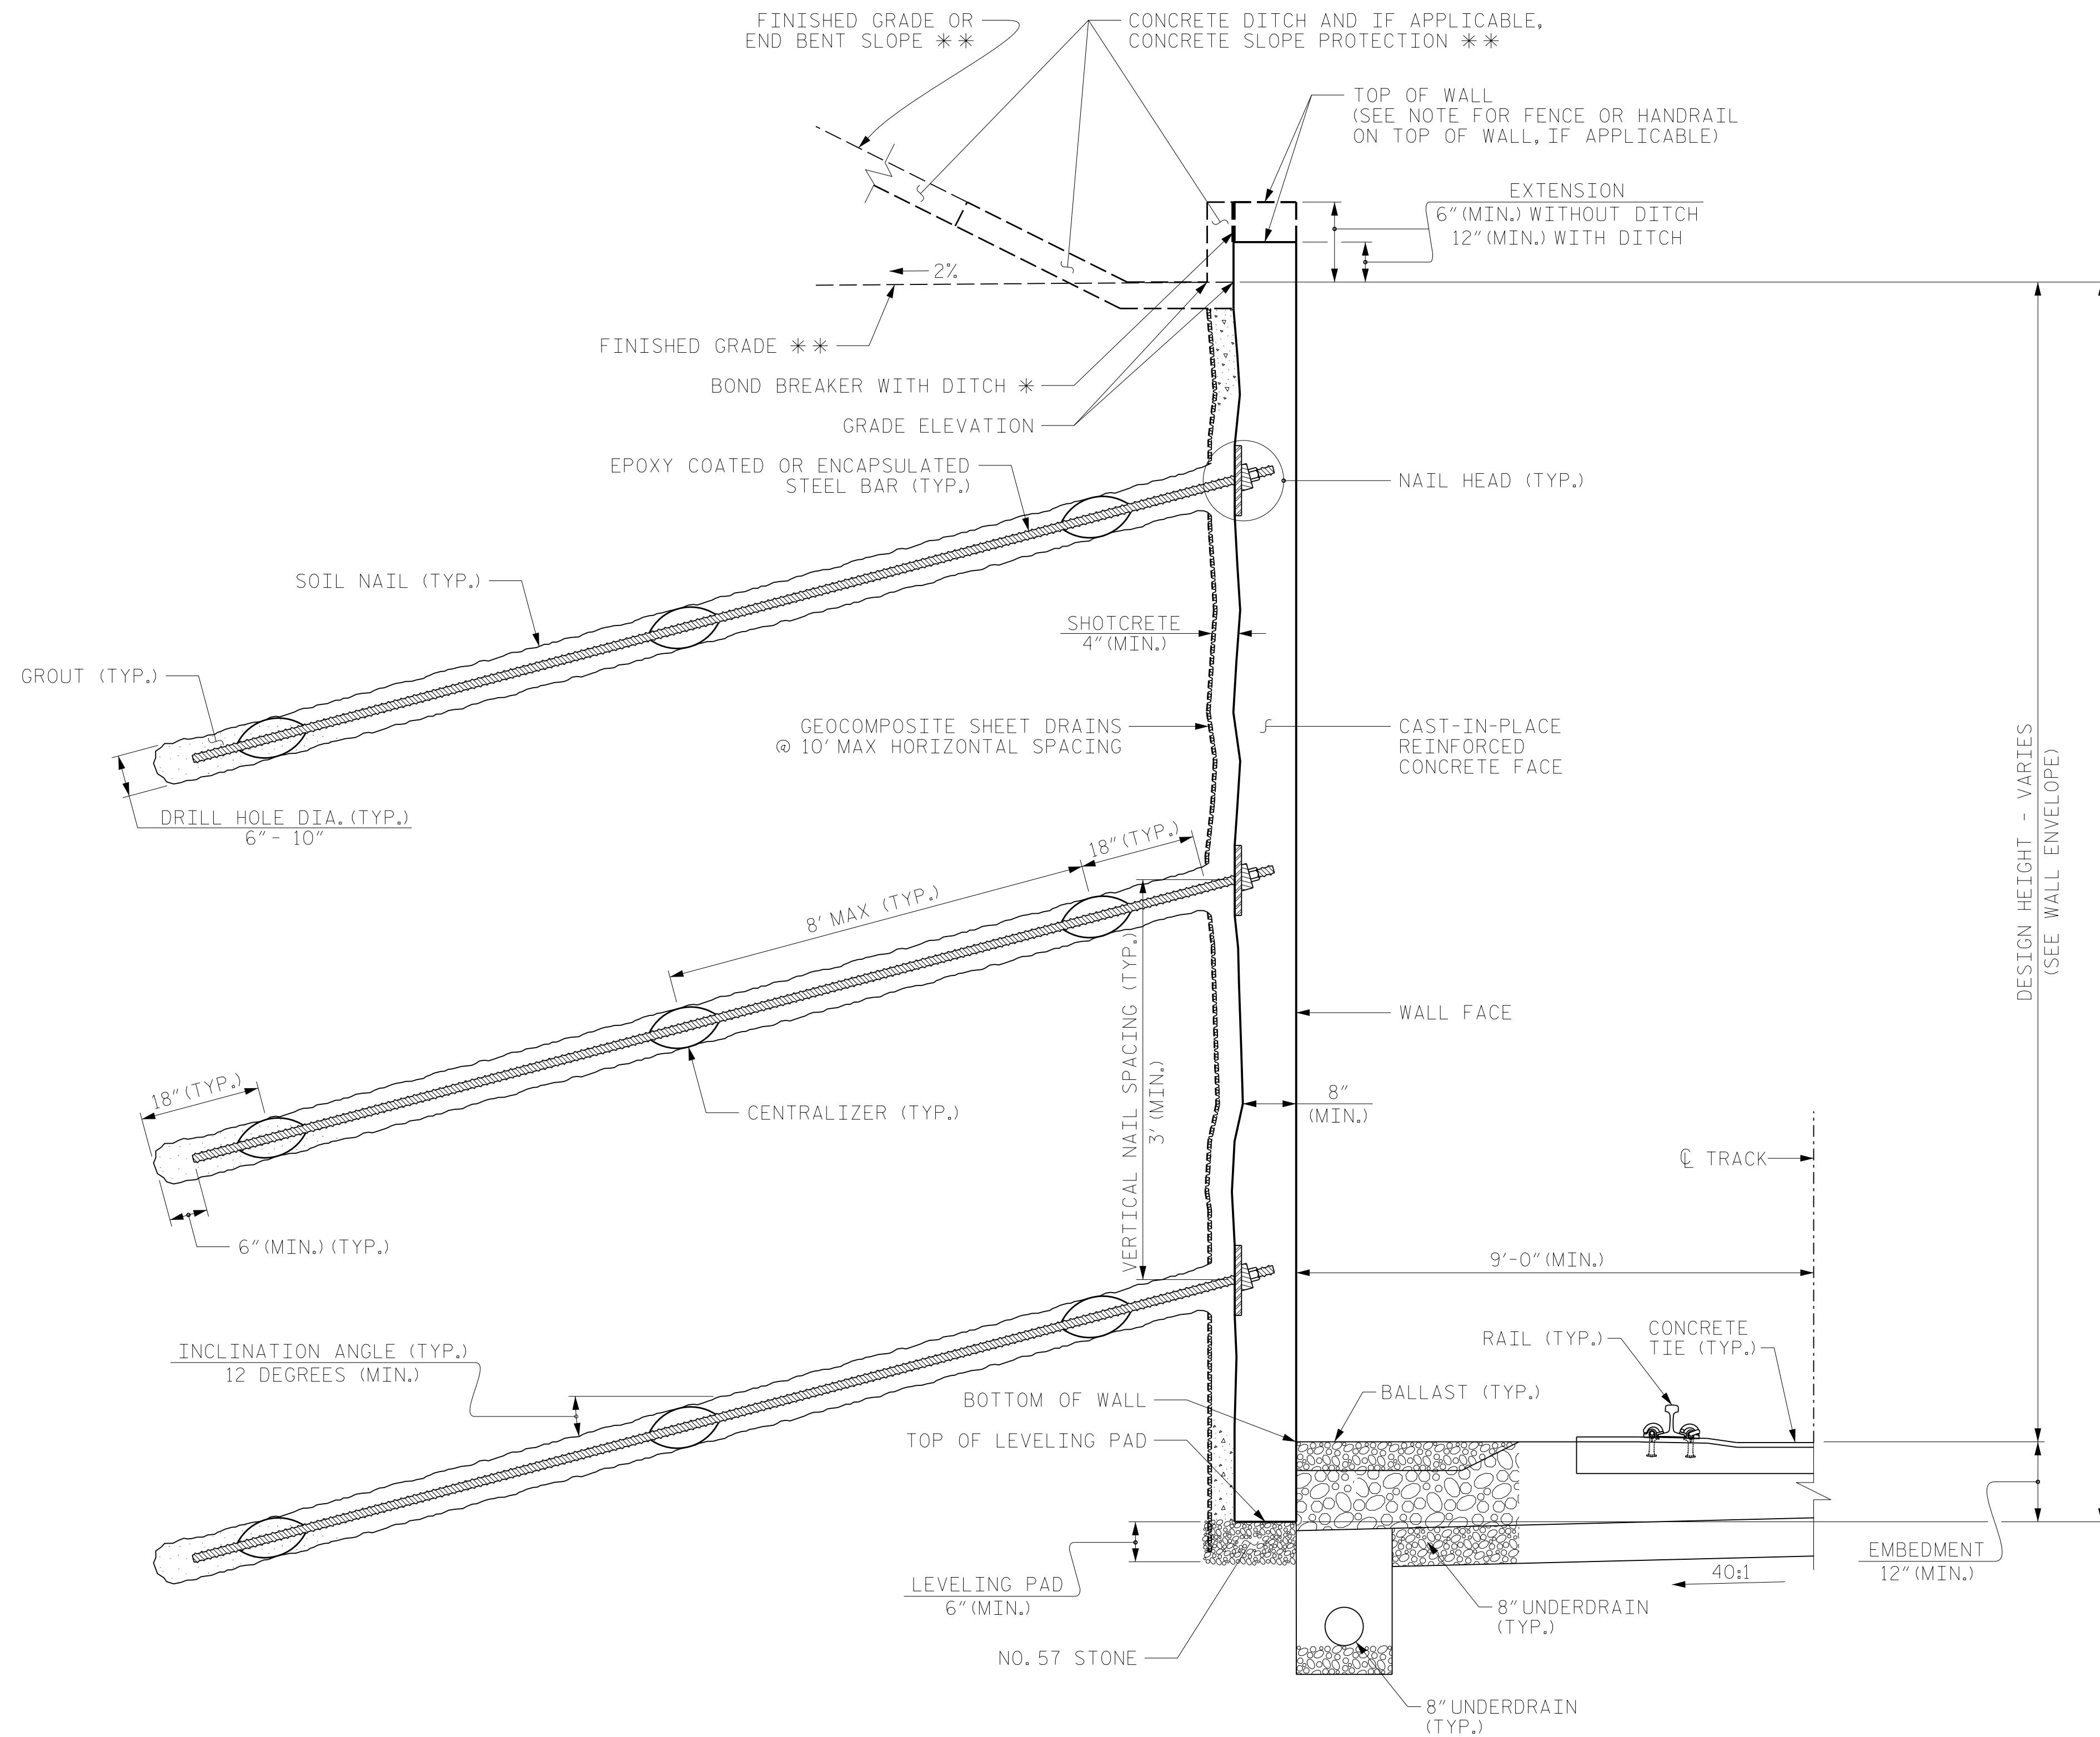 FINISHED GRADE OR
END BENT SLOPE **
CONCRETE DITCH AND IF APPLICABLE,
CONCRETE SLOPE PROTECTION **
TOP OF WALL
(SEE NOTE FOR FENCE OR HANDRAIL
ON TOP OF WALL, IF APPLICABLE)
EXTENSION
6" (MIN.) WITHOUT DITCH
12" (MIN.) WITH DITCH
2%
FINISHED GRADE **
BOND BREAKER WITH DITCH *
GRADE ELEVATION
EPOXY COATED OR ENCAPSULATED
STEEL BAR (TYP.)
NAIL HEAD (TYP.)
SOIL NAIL (TYP.)
SHOTCRETE
4" (MIN.)
GROUT (TYP.)
GEOCOMPOSITE SHEET DRAINS
@ 10' MAX HORIZONTAL SPACING
CAST-IN-PLACE
REINFORCED
CONCRETE FACE
DRILL HOLE DIA. (TYP.)
6" - 10"
DESIGN HEIGHT - VARIES
(SEE WALL ENVELOPE)
18" (TYP.)
8' MAX (TYP.)
VERTICAL NAIL SPACING (TYP.)
3' (MIN.)
WALL FACE
18" (TYP.)
CENTRALIZER (TYP.)
8"
(MIN.)
℄ TRACK
6" (MIN.) (TYP.)
9'-0" (MIN.)
INCLINATION ANGLE (TYP.)
12 DEGREES (MIN.)
RAIL (TYP.)
CONCRETE
TIE (TYP.)
BOTTOM OF WALL
BALLAST (TYP.)
TOP OF LEVELING PAD
EMBEDMENT
12" (MIN.)
40:1
LEVELING PAD
6" (MIN.)
8" UNDERDRAIN
(TYP.)
NO. 57 STONE
8" UNDERDRAIN
(TYP.)